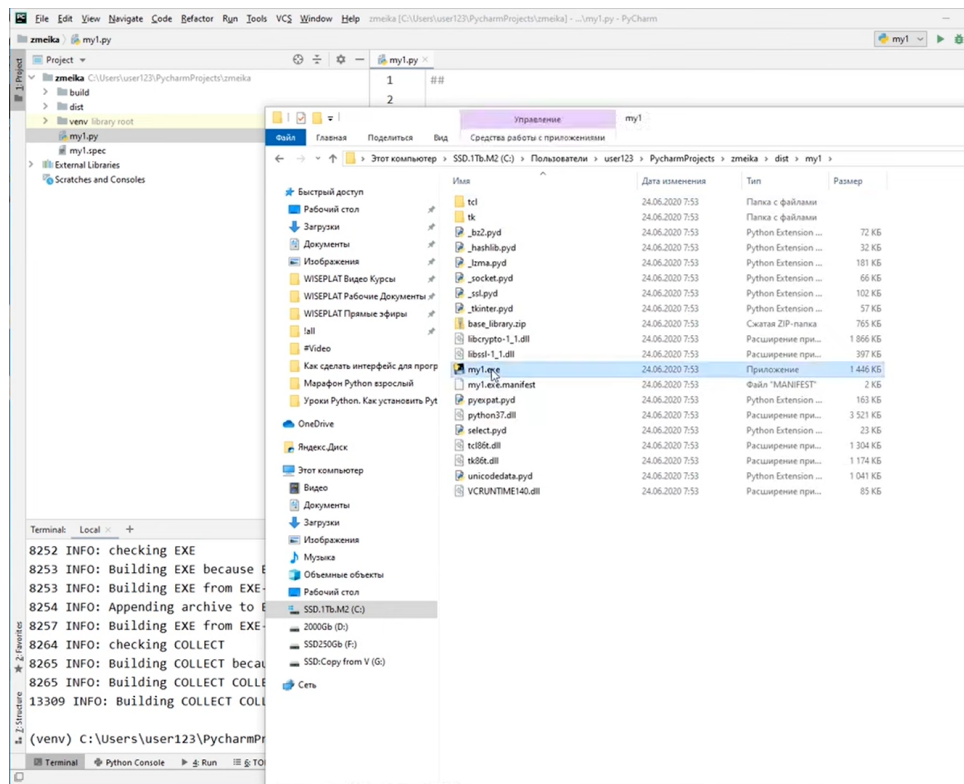 File Edit View Navigate Code Refactor Run Tools VCS Window Help zmeika [C:\Users\user123\PycharmProjects\zmeika] - ...\my1.py - PyCharm
zmeika my1.py
my1
1: Project
Project
my1.py
zmeika C:\Users\user123\PycharmProjects\zmeika
build
dist
venv library root
my1.py
my1.spec
External Libraries
Scratches and Consoles
1 ##
2
Управление my1
Файл Главная Поделиться Вид Средства работы с приложениями
Этот компьютер SSD.1Tb.M2 (C:) Пользователи user123 PycharmProjects zmeika dist my1
Быстрый доступ
Рабочий стол
Загрузки
Документы
Изображения
WISEPLAT Видео Курсы
WISEPLAT Рабочие Документы
WISEPLAT Прямые эфиры
!all
#Video
Как сделать интерфейс для прогр
Марафон Python взрослый
Уроки Python. Как установить Pyt
OneDrive
Яндекс.Диск
Этот компьютер
Видео
Документы
Загрузки
Изображения
Музыка
Объемные объекты
Рабочий стол
SSD.1Tb.M2 (C:)
2000Gb (D:)
SSD250Gb (F:)
SSD:Copy from V (G:)
Сеть
Имя Дата изменения Тип Размер
tcl 24.06.2020 7:53 Папка с файлами
tk 24.06.2020 7:53 Папка с файлами
_bz2.pyd 24.06.2020 7:53 Python Extension ... 72 КБ
_hashlib.pyd 24.06.2020 7:53 Python Extension ... 32 КБ
_lzma.pyd 24.06.2020 7:53 Python Extension ... 181 КБ
_socket.pyd 24.06.2020 7:53 Python Extension ... 66 КБ
_ssl.pyd 24.06.2020 7:53 Python Extension ... 102 КБ
_tkinter.pyd 24.06.2020 7:53 Python Extension ... 57 КБ
base_library.zip 24.06.2020 7:53 Сжатая ZIP-папка 765 КБ
libcrypto-1_1.dll 24.06.2020 7:53 Расширение при... 1 866 КБ
libssl-1_1.dll 24.06.2020 7:53 Расширение при... 397 КБ
my1.exe 24.06.2020 7:53 Приложение 1 446 КБ
my1.exe.manifest 24.06.2020 7:53 Файл "MANIFEST" 2 КБ
pyexpat.pyd 24.06.2020 7:53 Python Extension ... 163 КБ
python37.dll 24.06.2020 7:53 Расширение при... 3 521 КБ
select.pyd 24.06.2020 7:53 Python Extension ... 23 КБ
tcl86t.dll 24.06.2020 7:53 Расширение при... 1 304 КБ
tk86t.dll 24.06.2020 7:53 Расширение при... 1 174 КБ
unicodedata.pyd 24.06.2020 7:53 Python Extension ... 1 041 КБ
VCRUNTIME140.dll 24.06.2020 7:53 Расширение при... 85 КБ
Terminal: Local
8252 INFO: checking EXE
8253 INFO: Building EXE because
8253 INFO: Building EXE from EXE-
8254 INFO: Appending archive to
8257 INFO: Building EXE from EXE-
8264 INFO: checking COLLECT
8265 INFO: Building COLLECT becau
8265 INFO: Building COLLECT COLL
13309 INFO: Building COLLECT COLL
(venv) C:\Users\user123\PycharmPr
2: Favorites
Z: Structure
Terminal Python Console 4: Run 6: TO